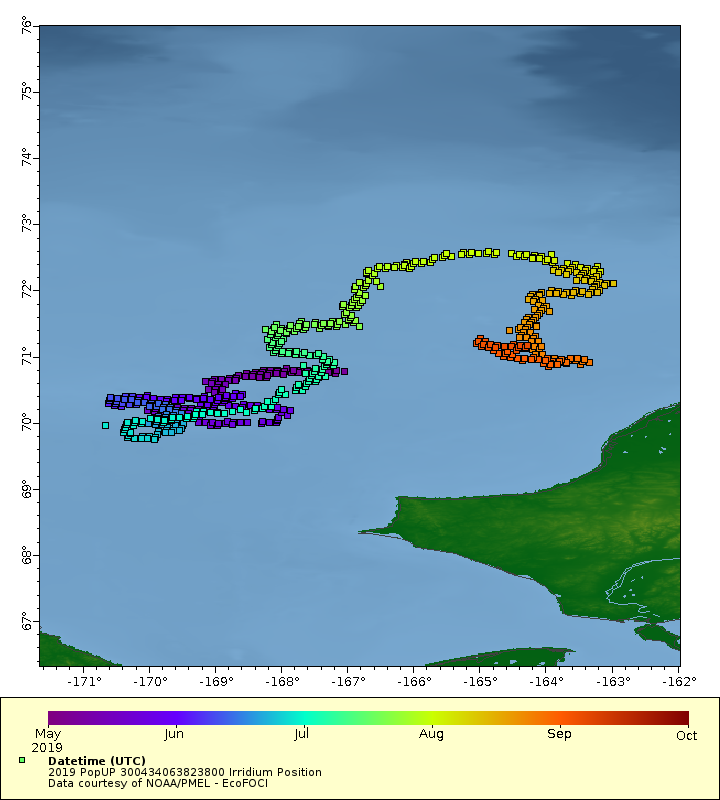 76°
75°
74°
73°
72°
71°
70°
69°
68°
67°
-171° -170° -169° -168° -167° -166° -165° -164° -163° -162°
May Jun Jul Aug Sep Oct
2019
Datetime (UTC)
2019 PopUP 300434063823800 Irridium Position
Data courtesy of NOAA/PMEL - EcoFOCI